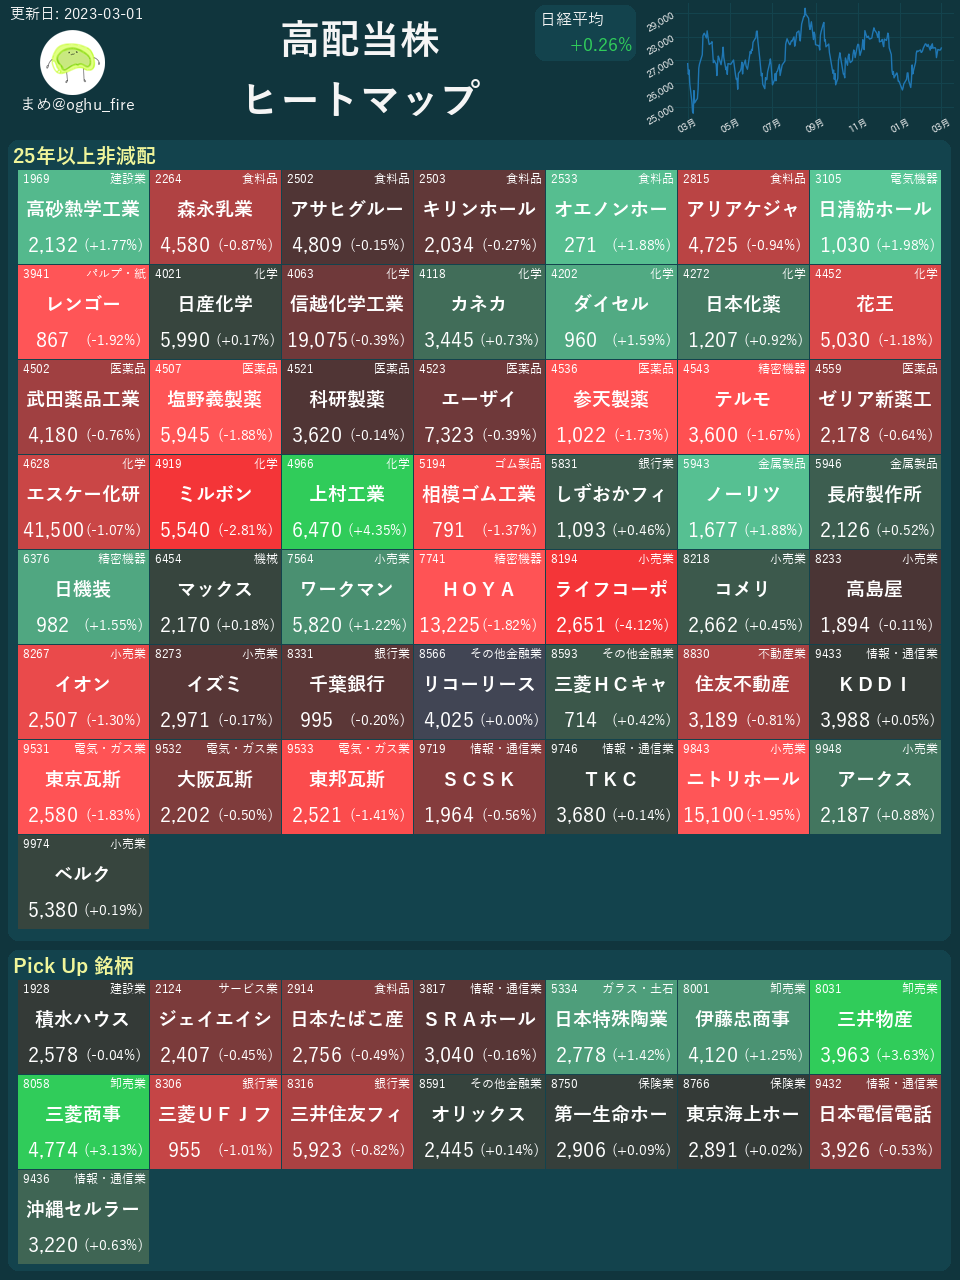 更新日: 2023-03-01
まめ@oghu_fire
高配当株
ヒートマップ
日経平均
+0.26%
29,000
28,000
27,000
26,000
25,000
03月 05月 07月 09月 11月 01月 03月
25年以上非減配
1969 建設業 2264 食料品 2502 食料品 2503 食料品 2533 食料品 2815 食料品 3105 電気機器
高砂熱学工業 森永乳業 アサヒグルー キリンホール オエノンホー アリアケジャ 日清紡ホール
2,132 (+1.77%) 4,580 (-0.87%) 4,809 (-0.15%) 2,034 (-0.27%) 271 (+1.88%) 4,725 (-0.94%) 1,030 (+1.98%)
3941 パルプ・紙 4021 化学 4063 化学 4118 化学 4202 化学 4272 化学 4452 化学
レンゴー 日産化学 信越化学工業 カネカ ダイセル 日本化薬 花王
867 (-1.92%) 5,990 (+0.17%) 19,075 (-0.39%) 3,445 (+0.73%) 960 (+1.59%) 1,207 (+0.92%) 5,030 (-1.18%)
4502 医薬品 4507 医薬品 4521 医薬品 4523 医薬品 4536 医薬品 4543 精密機器 4559 医薬品
武田薬品工業 塩野義製薬 科研製薬 エーザイ 参天製薬 テルモ ゼリア新薬工
4,180 (-0.76%) 5,945 (-1.88%) 3,620 (-0.14%) 7,323 (-0.39%) 1,022 (-1.73%) 3,600 (-1.67%) 2,178 (-0.64%)
4628 化学 4919 化学 4966 化学 5194 ゴム製品 5831 銀行業 5943 金属製品 5946 金属製品
エスケー化研 ミルボン 上村工業 相模ゴム工業 しずおかフィ ノーリツ 長府製作所
41,500 (-1.07%) 5,540 (-2.81%) 6,470 (+4.35%) 791 (-1.37%) 1,093 (+0.46%) 1,677 (+1.88%) 2,126 (+0.52%)
6376 精密機器 6454 機械 7564 小売業 7741 精密機器 8194 小売業 8218 小売業 8233 小売業
日機装 マックス ワークマン ＨＯＹＡ ライフコーポ コメリ 高島屋
982 (+1.55%) 2,170 (+0.18%) 5,820 (+1.22%) 13,225 (-1.82%) 2,651 (-4.12%) 2,662 (+0.45%) 1,894 (-0.11%)
8267 小売業 8273 小売業 8331 銀行業 8566 その他金融業 8593 その他金融業 8830 不動産業 9433 情報・通信業
イオン イズミ 千葉銀行 リコーリース 三菱ＨＣキャ 住友不動産 ＫＤＤＩ
2,507 (-1.30%) 2,971 (-0.17%) 995 (-0.20%) 4,025 (+0.00%) 714 (+0.42%) 3,189 (-0.81%) 3,988 (+0.05%)
9531 電気・ガス業 9532 電気・ガス業 9533 電気・ガス業 9719 情報・通信業 9746 情報・通信業 9843 小売業 9948 小売業
東京瓦斯 大阪瓦斯 東邦瓦斯 ＳＣＳＫ ＴＫＣ ニトリホール アークス
2,580 (-1.83%) 2,202 (-0.50%) 2,521 (-1.41%) 1,964 (-0.56%) 3,680 (+0.14%) 15,100 (-1.95%) 2,187 (+0.88%)
9974 小売業
ベルク
5,380 (+0.19%)
Pick Up 銘柄
1928 建設業 2124 サービス業 2914 食料品 3817 情報・通信業 5334 ガラス・土石 8001 卸売業 8031 卸売業
積水ハウス ジェイエイシ 日本たばこ産 ＳＲＡホール 日本特殊陶業 伊藤忠商事 三井物産
2,578 (-0.04%) 2,407 (-0.45%) 2,756 (-0.49%) 3,040 (-0.16%) 2,778 (+1.42%) 4,120 (+1.25%) 3,963 (+3.63%)
8058 卸売業 8306 銀行業 8316 銀行業 8591 その他金融業 8750 保険業 8766 保険業 9432 情報・通信業
三菱商事 三菱ＵＦＪフ 三井住友フィ オリックス 第一生命ホー 東京海上ホー 日本電信電話
4,774 (+3.13%) 955 (-1.01%) 5,923 (-0.82%) 2,445 (+0.14%) 2,906 (+0.09%) 2,891 (+0.02%) 3,926 (-0.53%)
9436 情報・通信業
沖縄セルラー
3,220 (+0.63%)